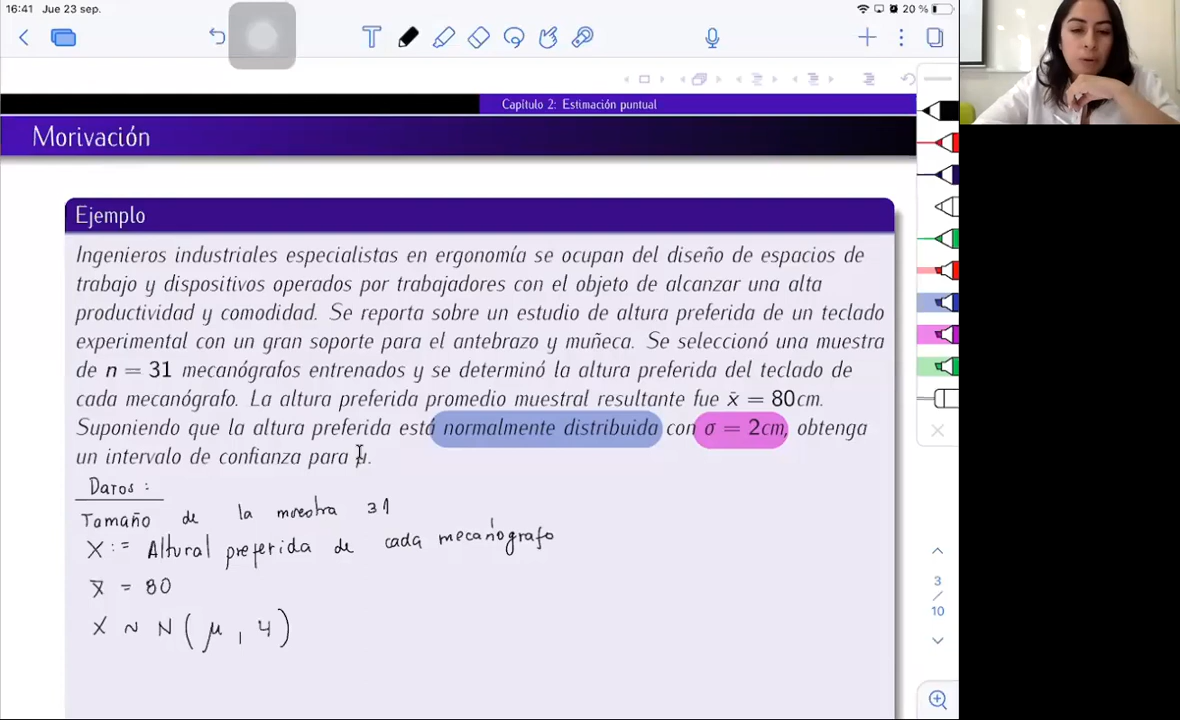 16:41 Jue 23 sep.
20 %
Capítulo 2: Estimación puntual
Morivación
Ejemplo
Ingenieros industriales especialistas en ergonomía se ocupan del diseño de espacios de
trabajo y dispositivos operados por trabajadores con el objeto de alcanzar una alta
productividad y comodidad. Se reporta sobre un estudio de altura preferida de un teclado
experimental con un gran soporte para el antebrazo y muñeca. Se seleccionó una muestra
de n = 31 mecanógrafos entrenados y se determinó la altura preferida del teclado de
cada mecanógrafo. La altura preferida promedio muestral resultante fue x̄ = 80cm.
Suponiendo que la altura preferida está normalmente distribuida con σ = 2cm, obtenga
un intervalo de confianza para μ.
Datos :
Tamaño de la muestra 31
X := Altural preferida de cada mecanógrafo
x̄ = 80
X ~ N(μ, 4)
3
/
10